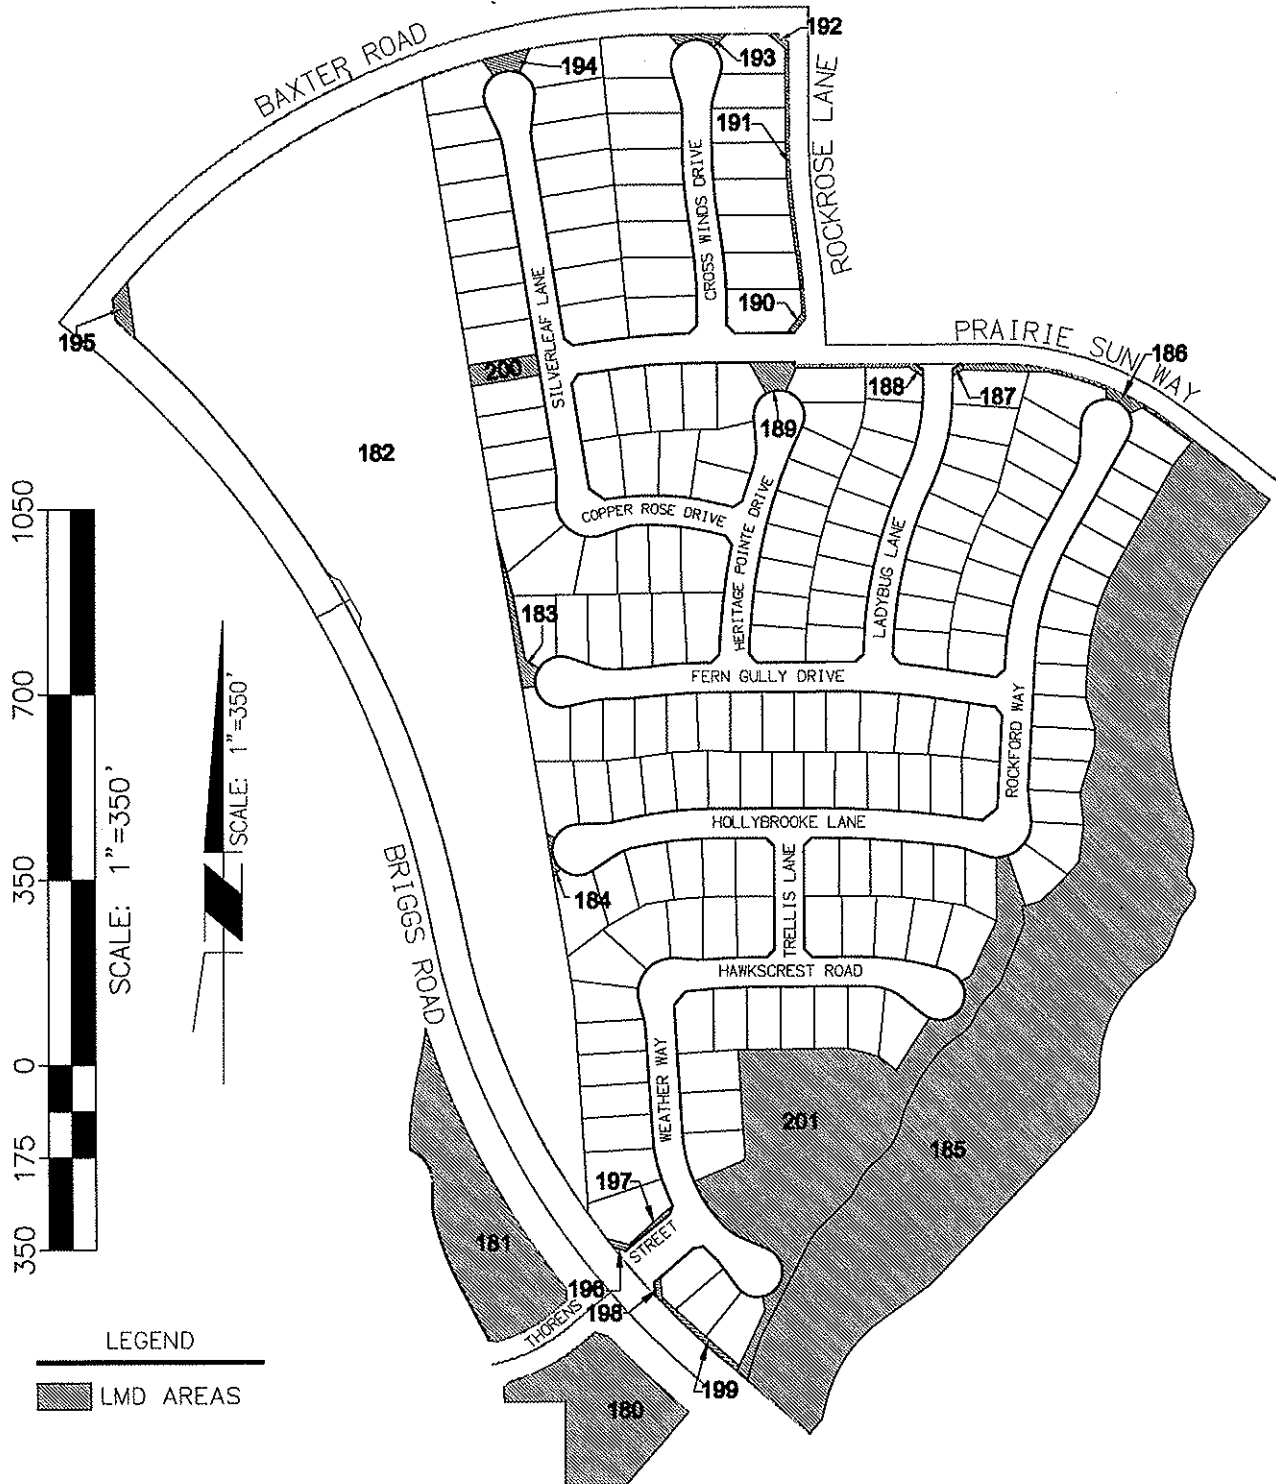 BAXTER ROAD
192
193
194
ROCKROSE LANE
191
CROSS WINDS DRIVE
SILVERLEAF LANE
190
195
PRAIRIE SUN WAY
186
200
188
187
189
182
COPPER ROSE DRIVE
HERITAGE POINTE DRIVE
LADYBUG LANE
183
FERN GULLY DRIVE
ROCKFORD WAY
HOLLYBROOKE LANE
184
TRELLIS LANE
HAWKSCREST ROAD
BRIGGS ROAD
WEATHER WAY
201
185
197
STREET
181
196
198
THORENS
199
180
1050
700
350
0
175
350
SCALE: 1"=350'
SCALE: 1"=350'
LEGEND
LMD AREAS